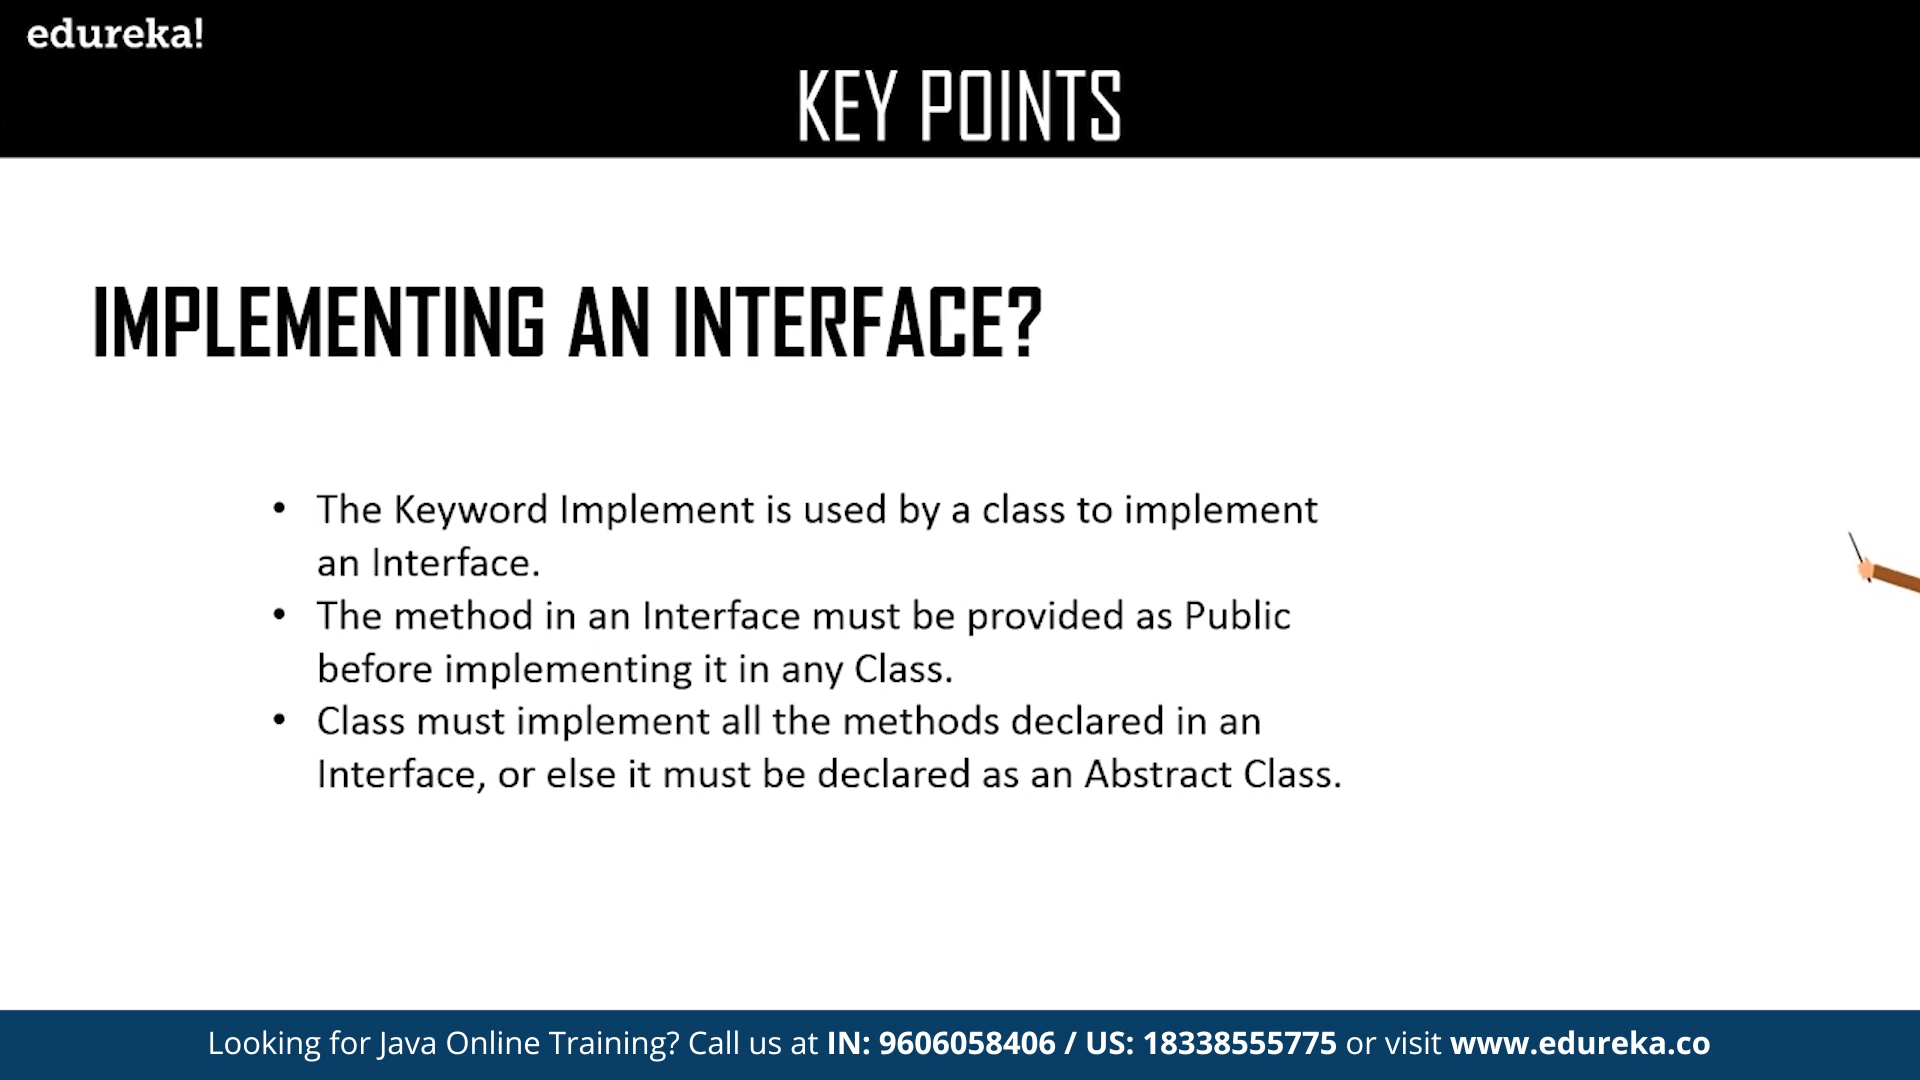 edureka!
KEY POINTS
IMPLEMENTING AN INTERFACE?
• The Keyword Implement is used by a class to implement
an Interface.
• The method in an Interface must be provided as Public
before implementing it in any Class.
• Class must implement all the methods declared in an
Interface, or else it must be declared as an Abstract Class.
Looking for Java Online Training? Call us at IN: 9606058406 / US: 18338555775 or visit www.edureka.co